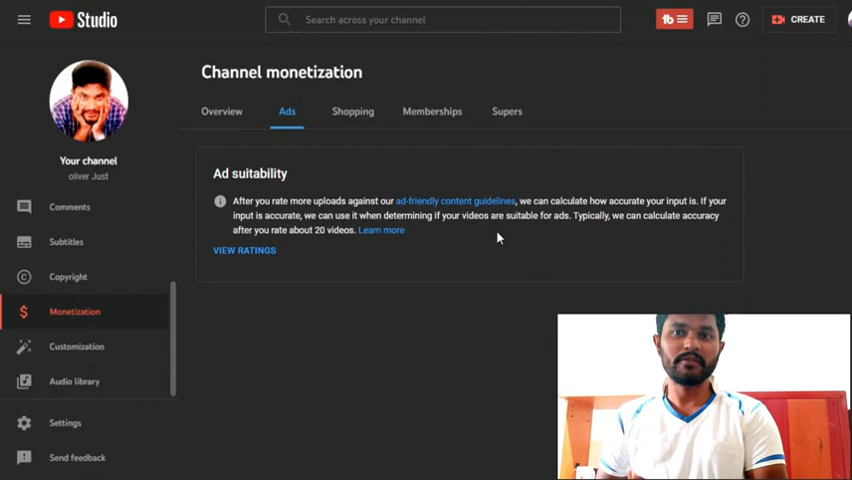 Studio
Search across your channel
CREATE
Channel monetization
Overview
Ads
Shopping
Memberships
Supers
Your channel
oliver Just
Comments
Subtitles
Copyright
Monetization
Customization
Audio library
Settings
Send feedback
Ad suitability
After you rate more uploads against our ad-friendly content guidelines, we can calculate how accurate your input is. If your
input is accurate, we can use it when determining if your videos are suitable for ads. Typically, we can calculate accuracy
after you rate about 20 videos. Learn more
VIEW RATINGS